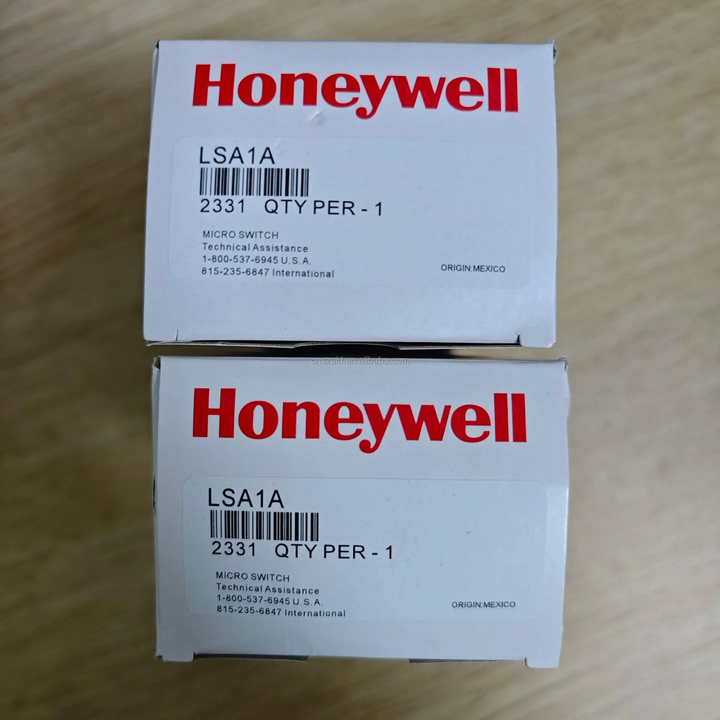 Honeywell
LSA1A
2331 QTY PER - 1
MICRO SWITCH
Technical Assistance
1-800-537-6945 U.S.A.
815-235-6847 International
ORIGIN:MEXICO
Honeywell
LSA1A
2331 QTY PER - 1
MICRO SWITCH
Technical Assistance
1-800-537-6945 U.S.A.
815-235-6847 International
ORIGIN:MEXICO